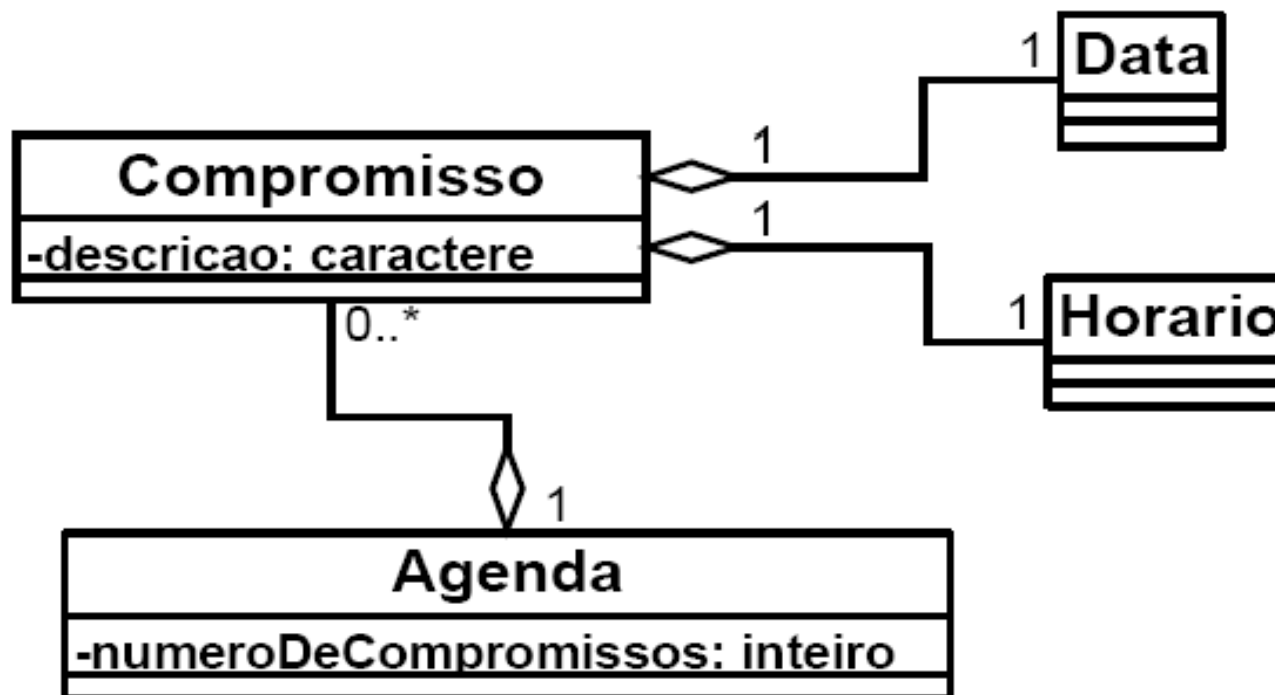 1
Data
Compromisso
1
-descricao: caractere
1
0..*
1
Horario
1
Agenda
-numeroDeCompromissos: inteiro